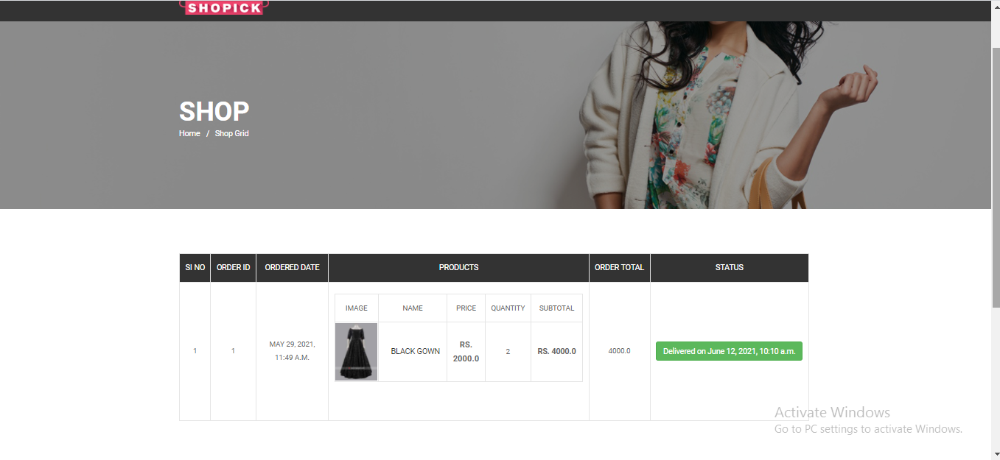 SHOPICK
SHOP
Home / Shop Grid
SI NO ORDER ID ORDERED DATE PRODUCTS ORDER TOTAL STATUS
IMAGE NAME PRICE QUANTITY SUBTOTAL
1 1 MAY 29, 2021,
11:49 A.M. BLACK GOWN RS.
2000.0 2 RS. 4000.0 4000.0 Delivered on June 12, 2021, 10:10 a.m.
Activate Windows
Go to PC settings to activate Windows.